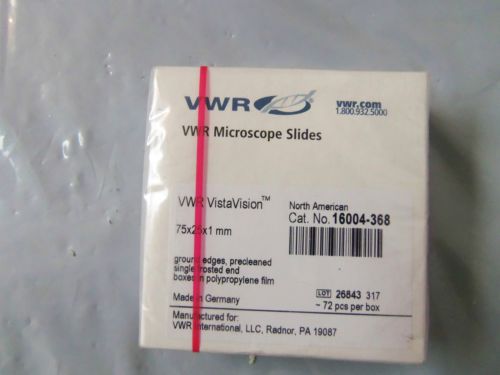 VWR
vwr.com
1.800.932.5000
VWR Microscope Slides
VWR VistaVision™
North American
Cat. No. 16004-368
75x25x1 mm
ground edges, precleaned
single frosted end
boxes in polypropylene film
LOT 26843 317
~ 72 pcs per box
Made in Germany
Manufactured for:
VWR International, LLC, Radnor, PA 19087